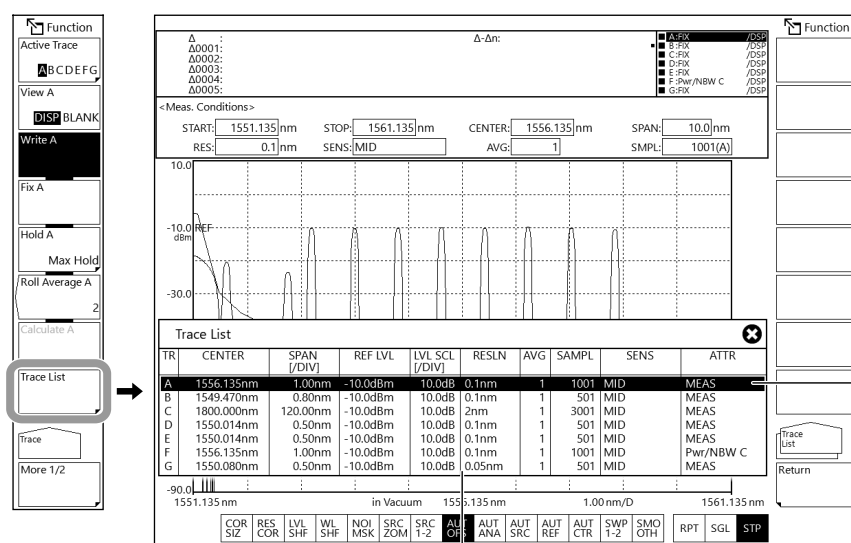 Function
Active Trace
ABCDEFG
View A
DISP BLANK
Write A
Fix A
Hold A
Max Hold
Roll Average A
2
Calculate A
Trace List
Trace
More 1/2
Δ :
Δ0001:
Δ0002:
Δ0003:
Δ0004:
Δ0005:
Δ-Δn:
A:FIX /DSP
B:FIX /DSP
C:FIX /DSP
D:FIX /DSP
E :FIX /DSP
F :Pwr/NBW C /DSP
G:FIX /DSP
<Meas. Conditions>
START: 1551.135 nm STOP: 1561.135 nm CENTER: 1556.135 nm SPAN: 10.0 nm
RES: 0.1 nm SENS: MID AVG: 1 SMPL: 1001(A)
10.0
-10.0 REF
dBm
-30.0
Trace List
TR CENTER SPAN [/DIV] REF LVL LVL SCL [/DIV] RESLN AVG SAMPL SENS ATTR
A 1556.135nm 1.00nm -10.0dBm 10.0dB 0.1nm 1 1001 MID MEAS
B 1549.470nm 0.80nm -10.0dBm 10.0dB 0.1nm 1 501 MID MEAS
C 1800.000nm 120.00nm -10.0dBm 10.0dB 2nm 1 3001 MID MEAS
D 1550.014nm 0.50nm -10.0dBm 10.0dB 0.1nm 1 501 MID MEAS
E 1550.014nm 0.50nm -10.0dBm 10.0dB 0.1nm 1 501 MID MEAS
F 1556.135nm 1.00nm -10.0dBm 10.0dB 0.1nm 1 1001 MID Pwr/NBW C
G 1550.080nm 0.50nm -10.0dBm 10.0dB 0.05nm 1 501 MID MEAS
-90.0
1551.135 nm in Vacuum 1556.135 nm 1.00 nm/D 1561.135 nm
COR SIZ RES COR LVL SHF WL SHF NOI MSK SRC ZOM SRC 1-2 AUT OFS AUT ANA AUT SRC AUT REF AUT CTR SWP 1-2 SMO OTH RPT SGL STP
Function
Trace
List
Return